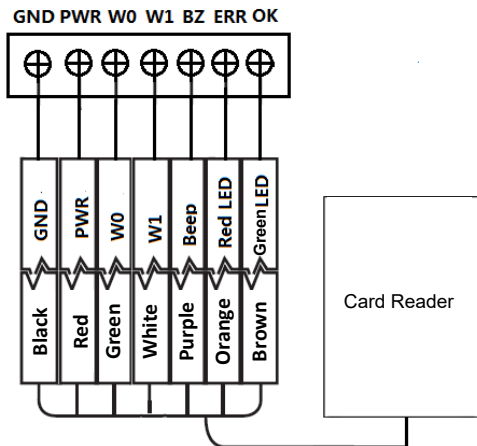 GND PWR W0 W1 BZ ERR OK
GND
PWR
W0
W1
Beep
Red LED
Green LED
Black
Red
Green
White
Purple
Orange
Brown
Card Reader